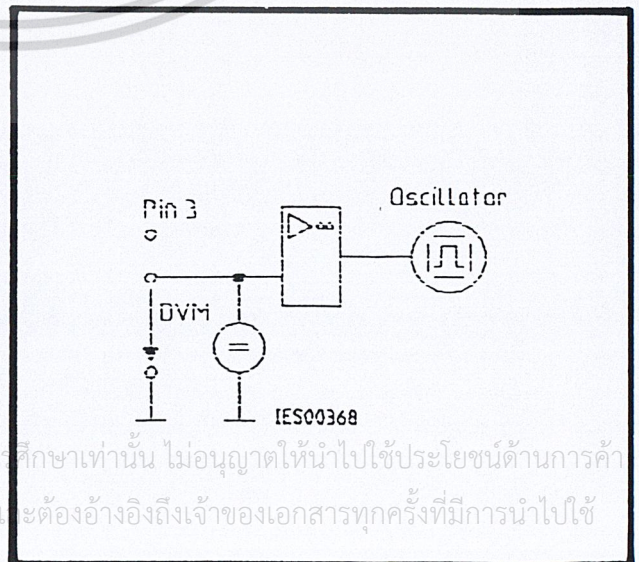 Pin 3
Oscillator
DVM
IES00368
ศึกษาเท่านั้น ไม่อนุญาตให้นำไปใช้ประโยชน์ด้านการค้า
ต้องอ้างอิงถึงเจ้าของเอกสารทุกครั้งที่มีการนำไปใช้